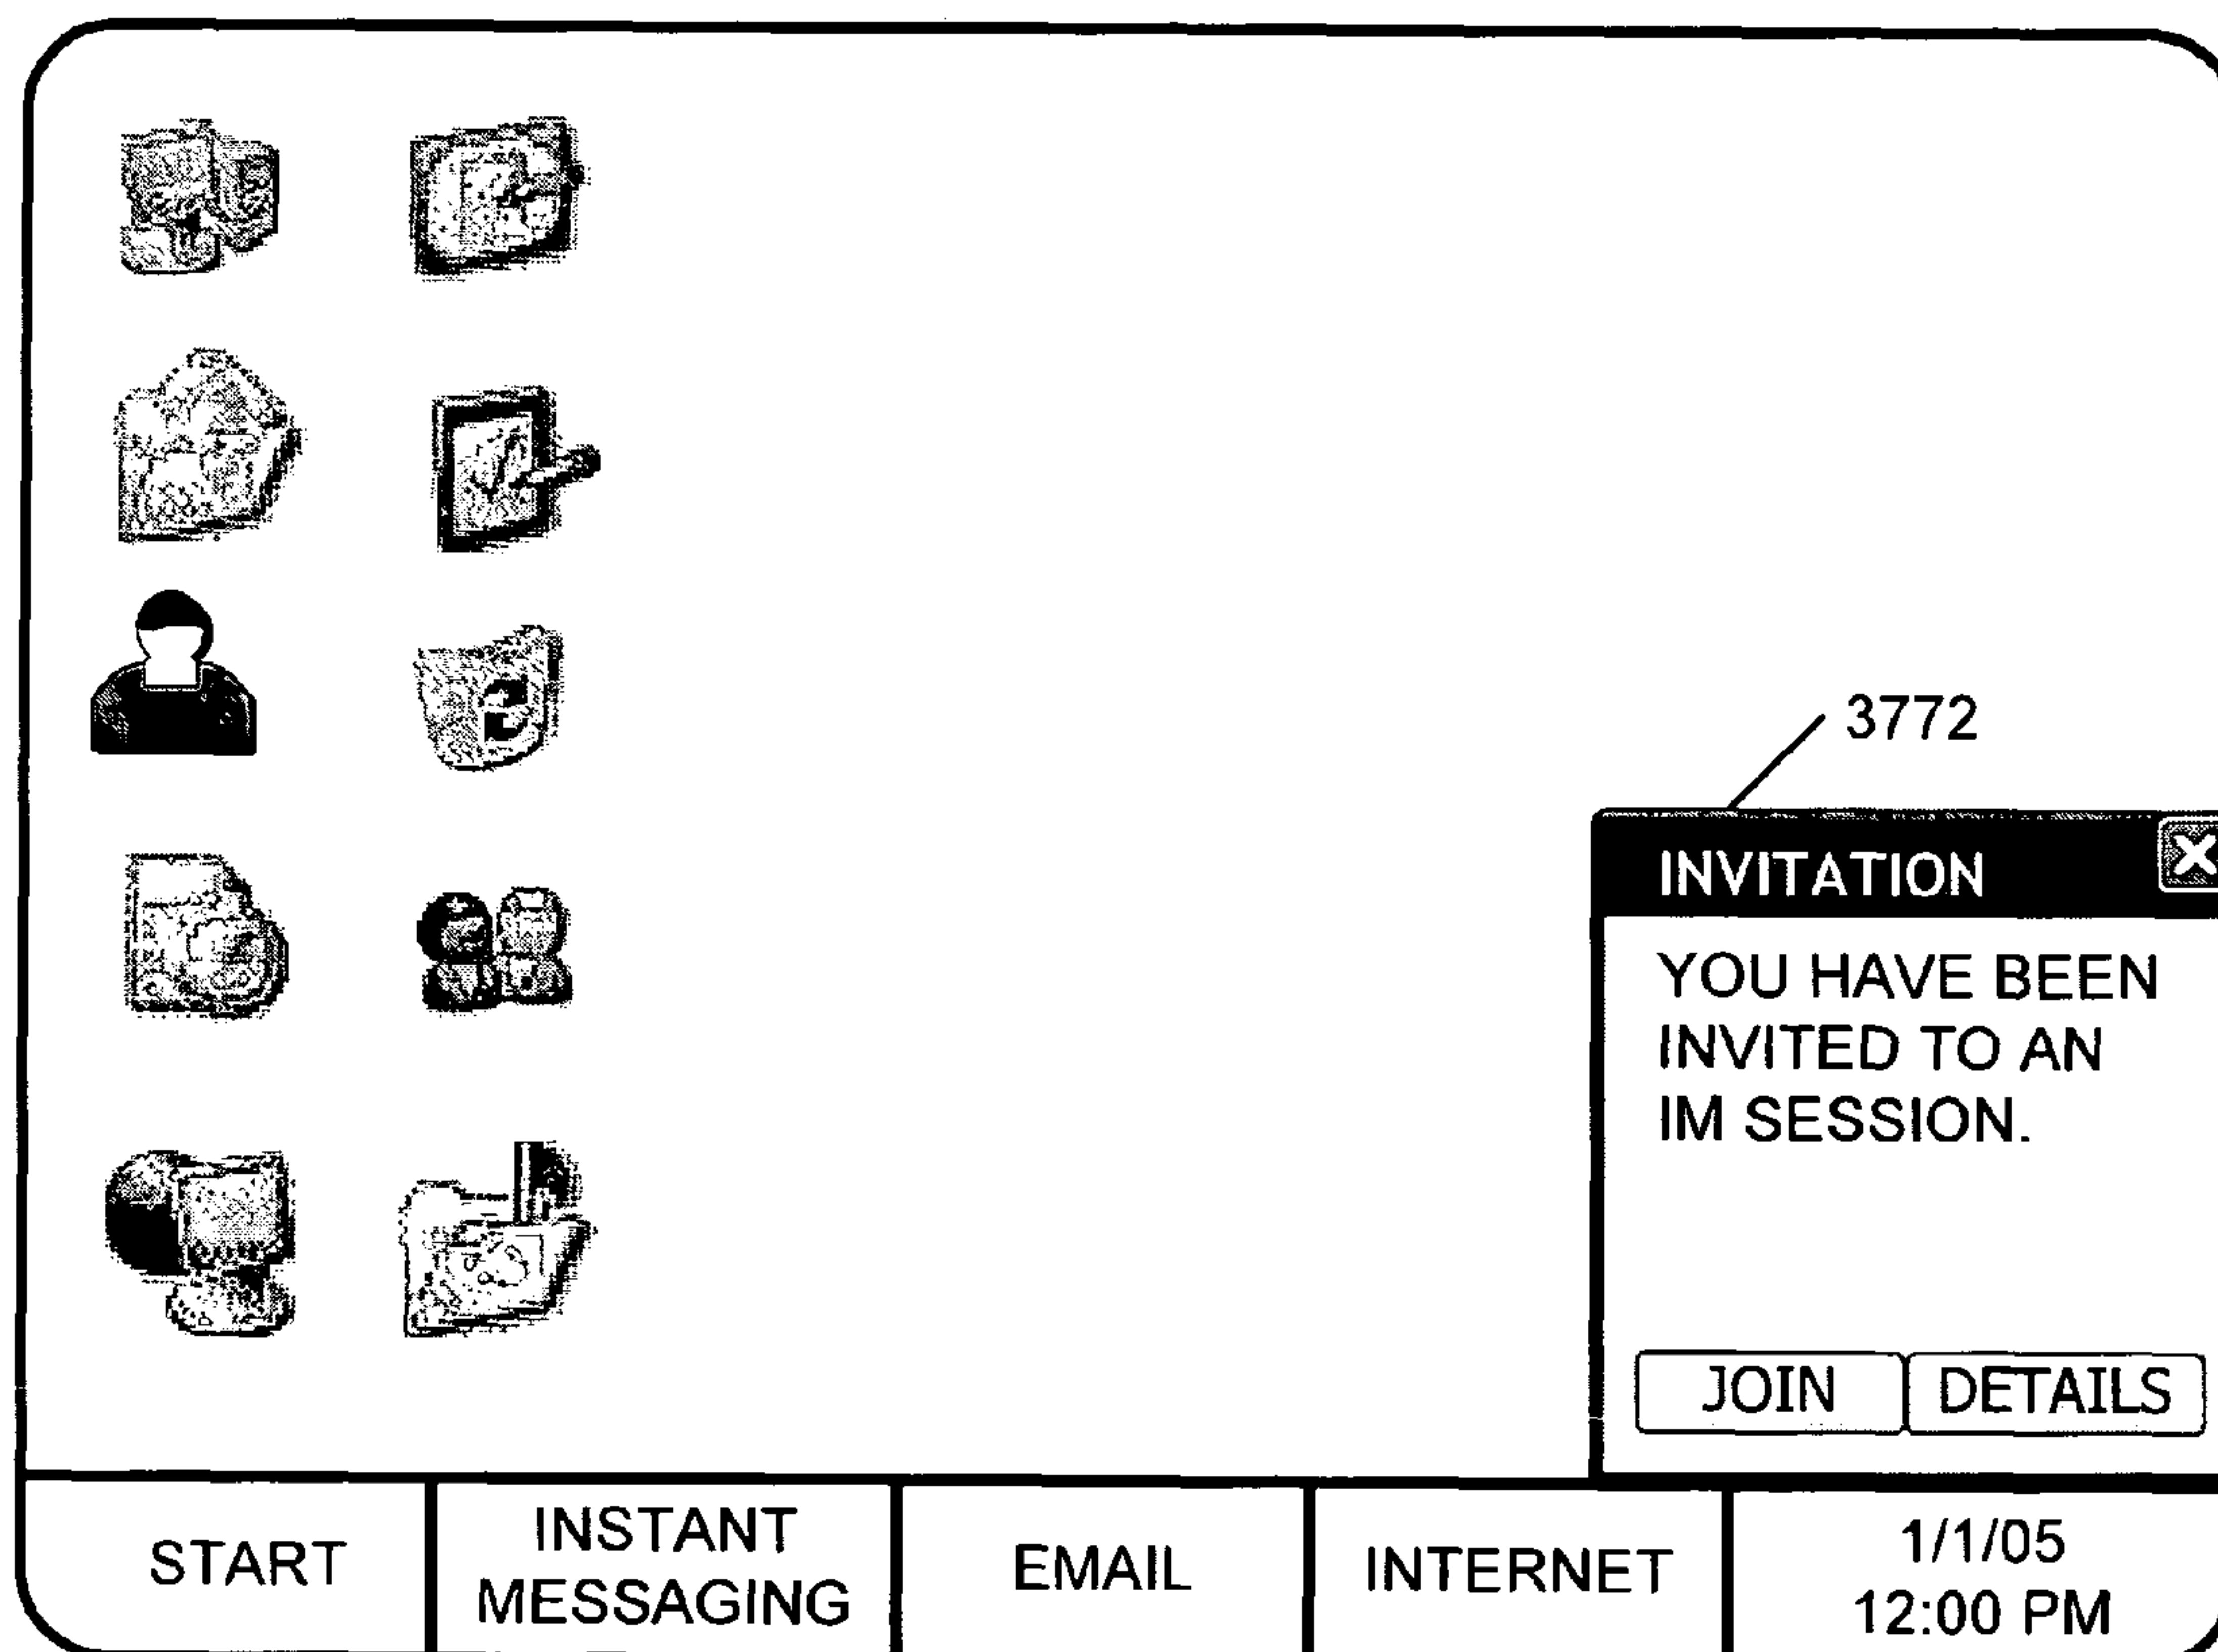 3772
INVITATION
YOU HAVE BEEN
INVITED TO AN
IM SESSION.
JOIN
DETAILS
START
INSTANT
MESSAGING
EMAIL
INTERNET
1/1/05
12:00 PM